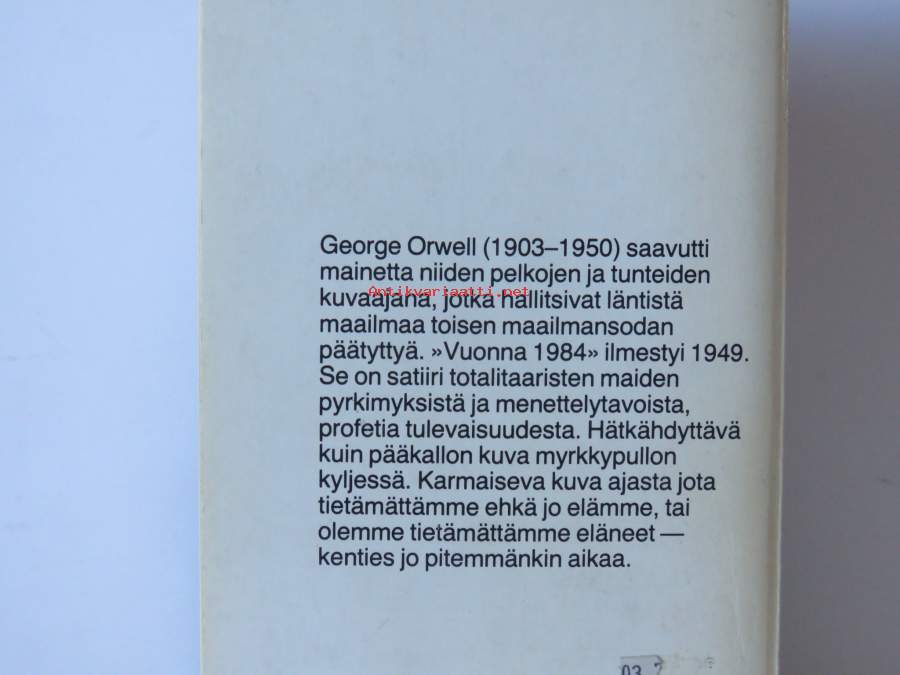 George Orwell (1903–1950) saavutti
mainetta niiden pelkojen ja tunteiden
Antikvariaatti.net
kuvaajana, jotka hallitsivat läntistä
maailmaa toisen maailmansodan
päätyttyä. »Vuonna 1984» ilmestyi 1949.
Se on satiiri totalitaaristen maiden
pyrkimyksistä ja menettelytavoista,
profetia tulevaisuudesta. Hätkähdyttävä
kuin pääkallon kuva myrkkypullon
kyljessä. Karmaiseva kuva ajasta jota
tietämättämme ehkä jo elämme, tai
olemme tietämättämme eläneet —
kenties jo pitemmänkin aikaa.